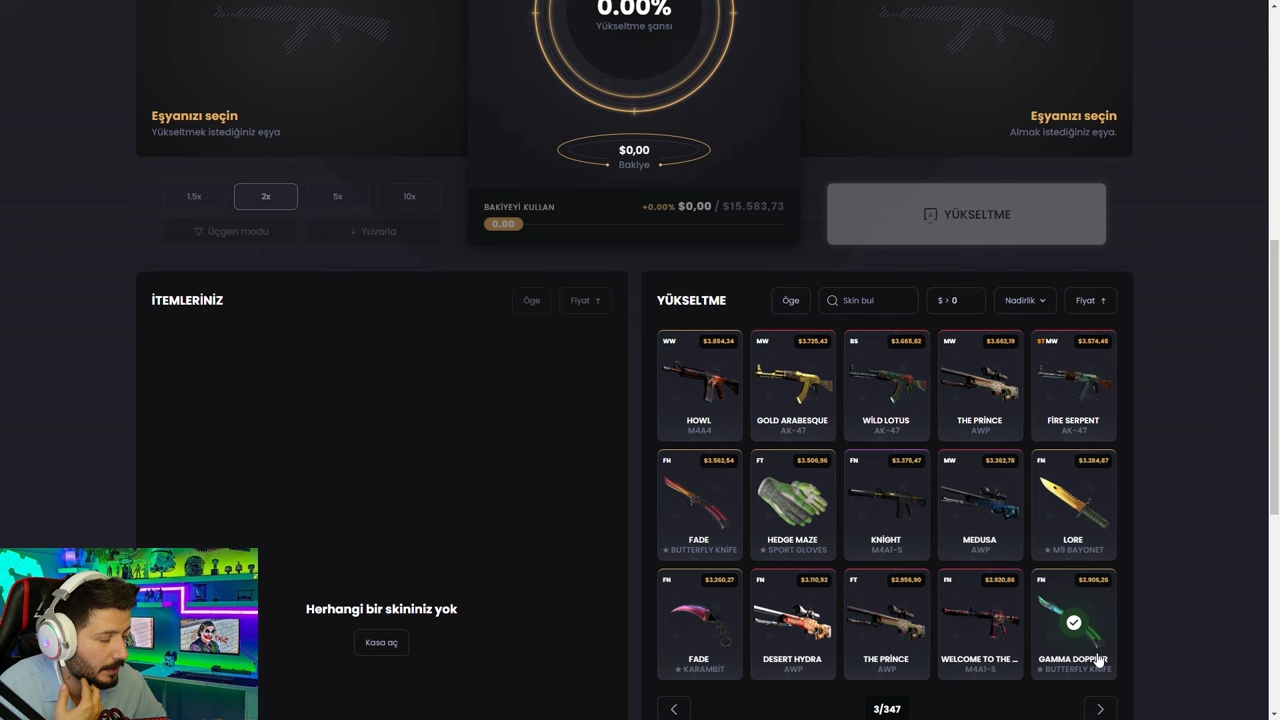 0.00%
Yükseltme şansı
Eşyanızı seçin
Yükseltmek istediğiniz eşya
Eşyanızı seçin
Almak istediğiniz eşya.
$0,00
Bakiye
1.5x
2x
5x
10x
Üçgen modu
Yuvarla
BAKİYEYİ KULLAN
+0.00% $0,00 / $15.583,73
0.00
YÜKSELTME
İTEMLERİNİZ
Öge
Fiyat ↑
Herhangi bir skininiz yok
Kasa aç
YÜKSELTME
Öge
Skin bul
$ > 0
Nadirlik
Fiyat ↑
WW $3.854,34
HOWL
M4A4
MW $3.725,43
GOLD ARABESQUE
AK-47
BS $3.665,82
WİLD LOTUS
AK-47
MW $3.662,19
THE PRİNCE
AWP
ST MW $3.574,45
FİRE SERPENT
AK-47
FN $3.562,54
FADE
★ BUTTERFLY KNİFE
FT $3.506,96
HEDGE MAZE
★ SPORT GLOVES
FN $3.375,47
KNİGHT
M4A1-S
MW $3.362,78
MEDUSA
AWP
FN $3.284,87
LORE
★ M9 BAYONET
FN $3.260,27
FADE
★ KARAMBİT
FN $3.110,92
DESERT HYDRA
AWP
FT $2.956,90
THE PRİNCE
AWP
FN $2.920,86
WELCOME TO THE ...
M4A1-S
FN $2.906,26
GAMMA DOPPLER
★ BUTTERFLY KNİFE
3/347